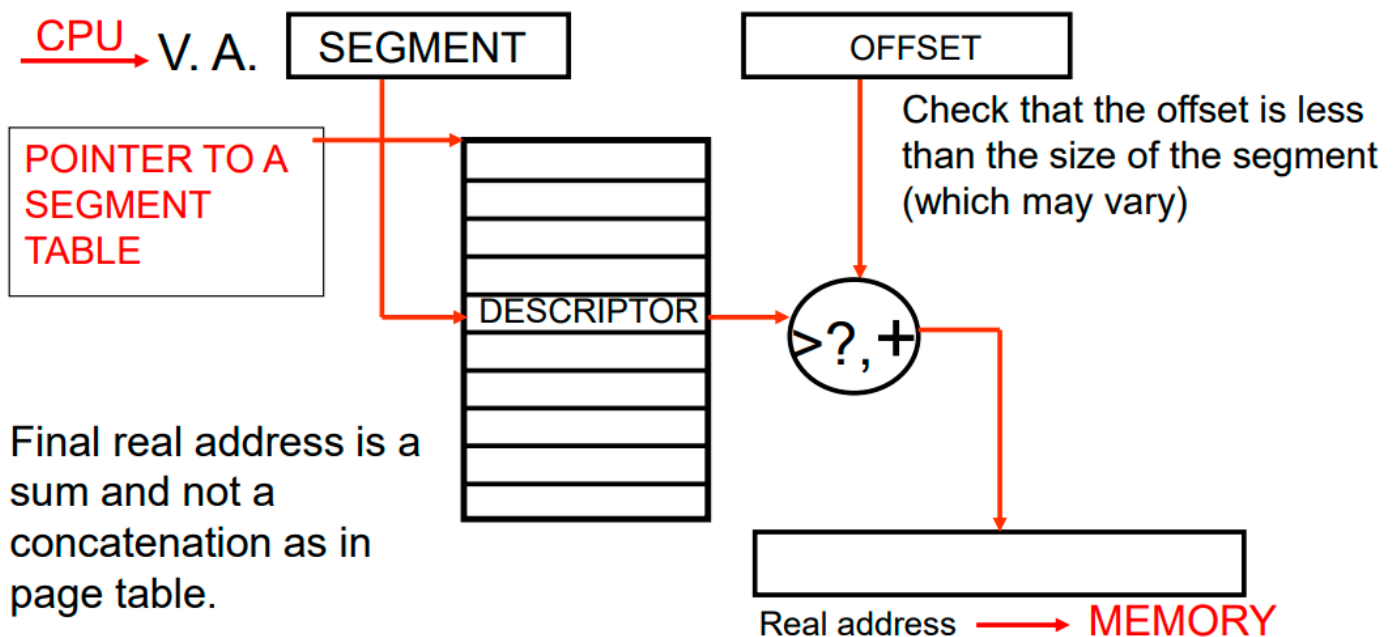 CPU
V. A.
SEGMENT
OFFSET
Check that the offset is less
than the size of the segment
(which may vary)
POINTER TO A
SEGMENT
TABLE
DESCRIPTOR
>?,+
Final real address is a
sum and not a
concatenation as in
page table.
Real address
MEMORY